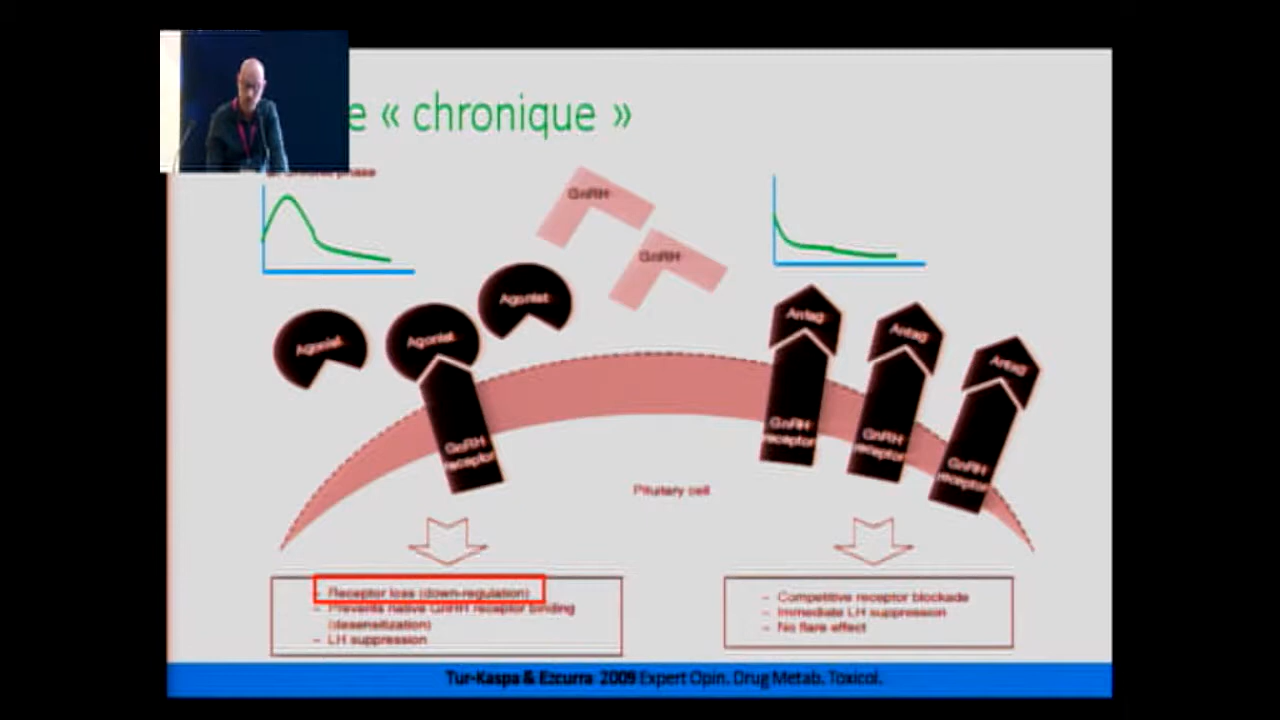 e « chronique »
phase
GnRH
GnRH
Agonist
Agonist
Agonist
Antag
Antag
Antag
GnRH
receptor
GnRH
receptor
GnRH
receptor
GnRH
receptor
Pituitary cell
– Receptor loss (down-regulation)
– Prevents native GnRH receptor binding
(desensitization)
– LH suppression
– Competitive receptor blockade
– Immediate LH suppression
– No flare effect
Tur-Kaspa & Ezcurra 2009 Expert Opin. Drug Metab. Toxicol.